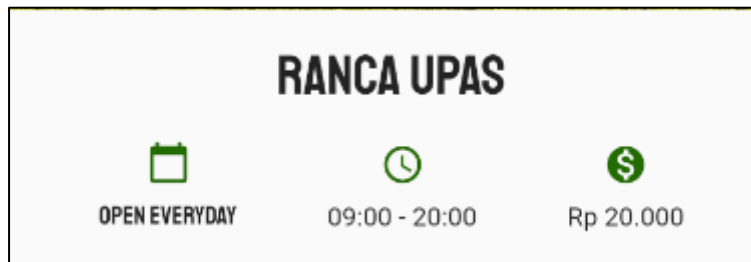 RANCA UPAS
OPEN EVERYDAY
09:00 - 20:00
Rp 20.000